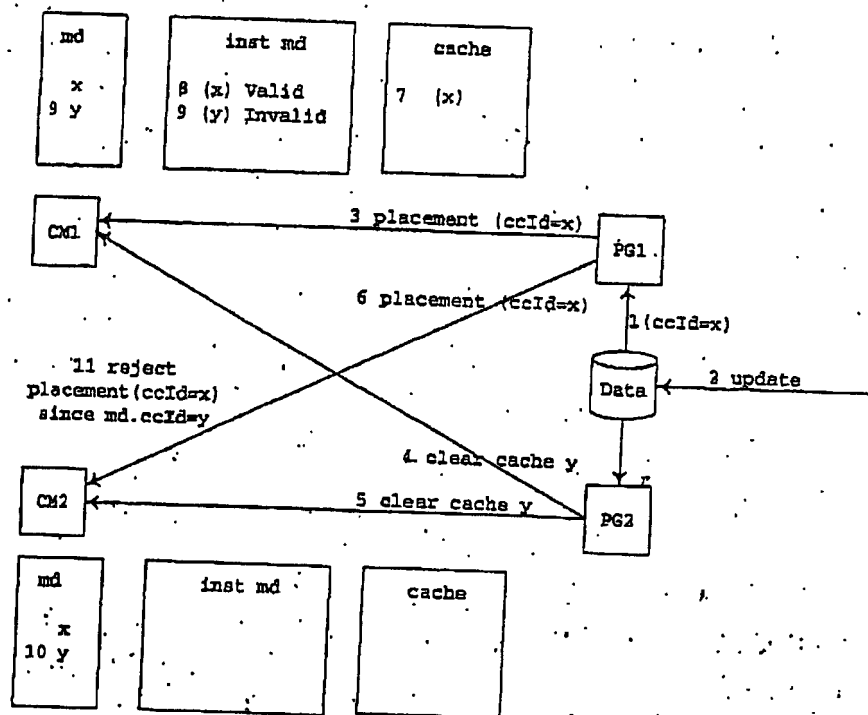 md
x
9 y
inst md
8 (x) Valid
9 (y) Invalid
cache
7 (x)
CM1
3 placement (ccId=x)
PG1
6 placement (ccId=x)
1(ccId=x)
11 reject
placement(ccId=x)
since md.ccId=y
Data
2 update
4 clear cache y
CM2
5 clear cache y
PG2
md
x
10 y
inst md
cache